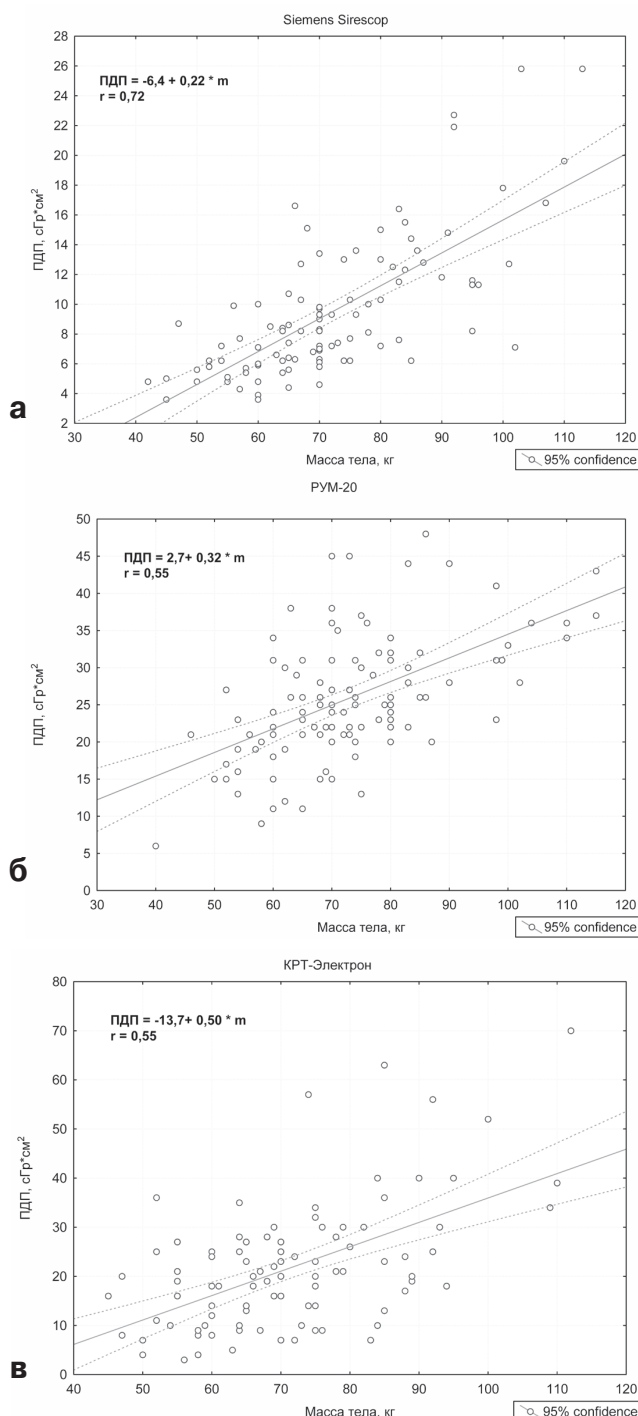 Siemens Sirescop
28
ПДП = -6,4 + 0,22 * m
r = 0,72
26
24
22
20
18
16
14
12
10
8
6
4
2
ПДП, сГр*см²
а
30 40 50 60 70 80 90 100 110 120
Масса тела, кг
95% confidence
РУМ-20
50
ПДП = 2,7+ 0,32 * m
r = 0,55
45
40
35
30
25
20
15
10
5
0
ПДП, сГр*см²
б
30 40 50 60 70 80 90 100 110 120
Масса тела, кг
95% confidence
КРТ-Электрон
80
ПДП = -13,7+ 0,50 * m
r = 0,55
70
60
50
40
30
20
10
0
ПДП, сГр*см²
в
40 50 60 70 80 90 100 110 120
Масса тела, кг
95% confidence